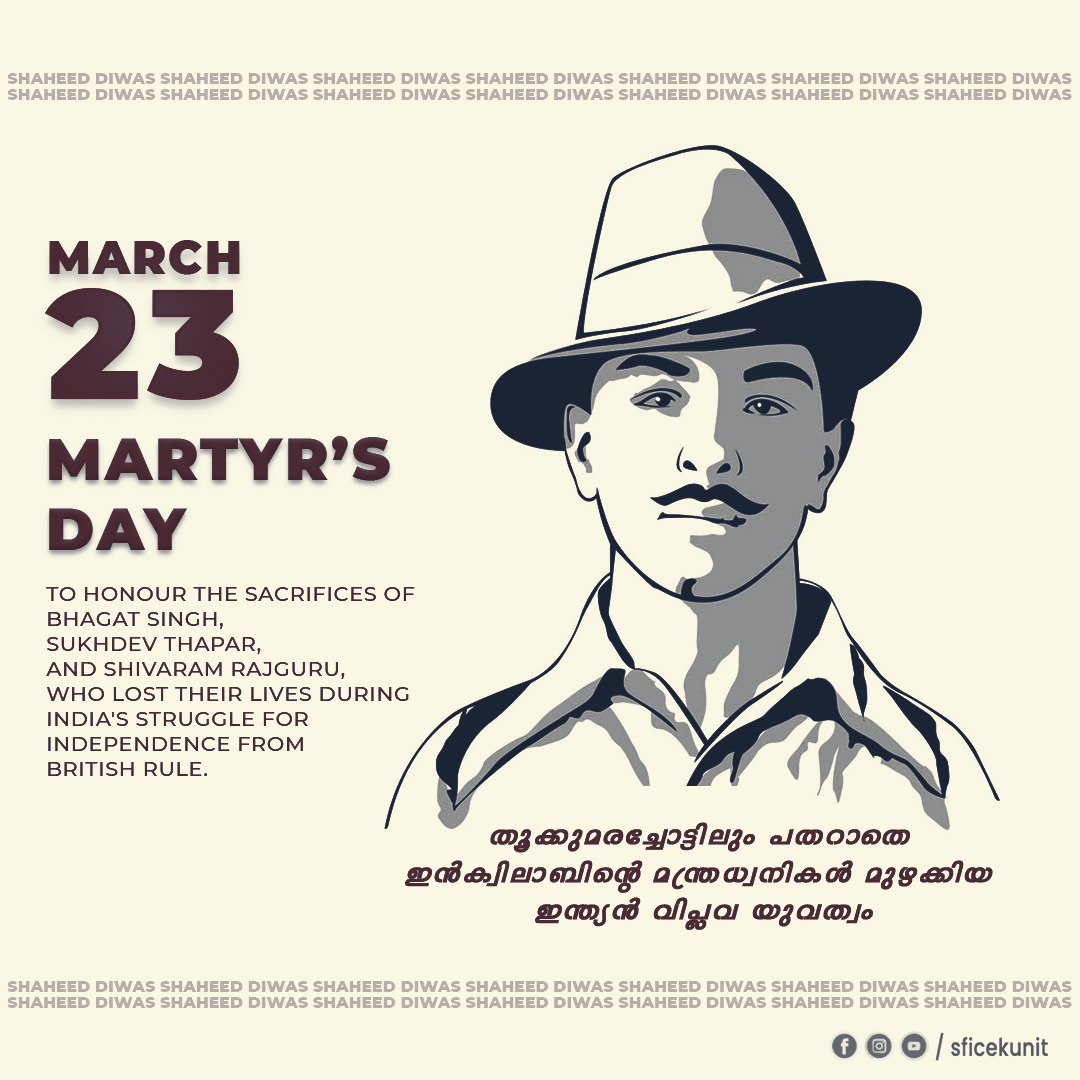 SHAHEED DIWAS SHAHEED DIWAS SHAHEED DIWAS SHAHEED DIWAS SHAHEED DIWAS SHAHEED DIWAS SHAHEED DIWAS
SHAHEED DIWAS SHAHEED DIWAS SHAHEED DIWAS SHAHEED DIWAS SHAHEED DIWAS SHAHEED DIWAS SHAHEED DIWAS
MARCH
23
MARTYR’S
DAY
TO HONOUR THE SACRIFICES OF
BHAGAT SINGH,
SUKHDEV THAPAR,
AND SHIVARAM RAJGURU,
WHO LOST THEIR LIVES DURING
INDIA'S STRUGGLE FOR
INDEPENDENCE FROM
BRITISH RULE.
തൂക്കുമരച്ചോട്ടിലും പതറാതെ
ഇൻക്വിലാബിന്റെ മന്ത്രധ്വനികൾ മുഴക്കിയ
ഇന്ത്യൻ വിപ്ലവ യുവത്വം
SHAHEED DIWAS SHAHEED DIWAS SHAHEED DIWAS SHAHEED DIWAS SHAHEED DIWAS SHAHEED DIWAS SHAHEED DIWAS
SHAHEED DIWAS SHAHEED DIWAS SHAHEED DIWAS SHAHEED DIWAS SHAHEED DIWAS SHAHEED DIWAS SHAHEED DIWAS
/ sficekunit